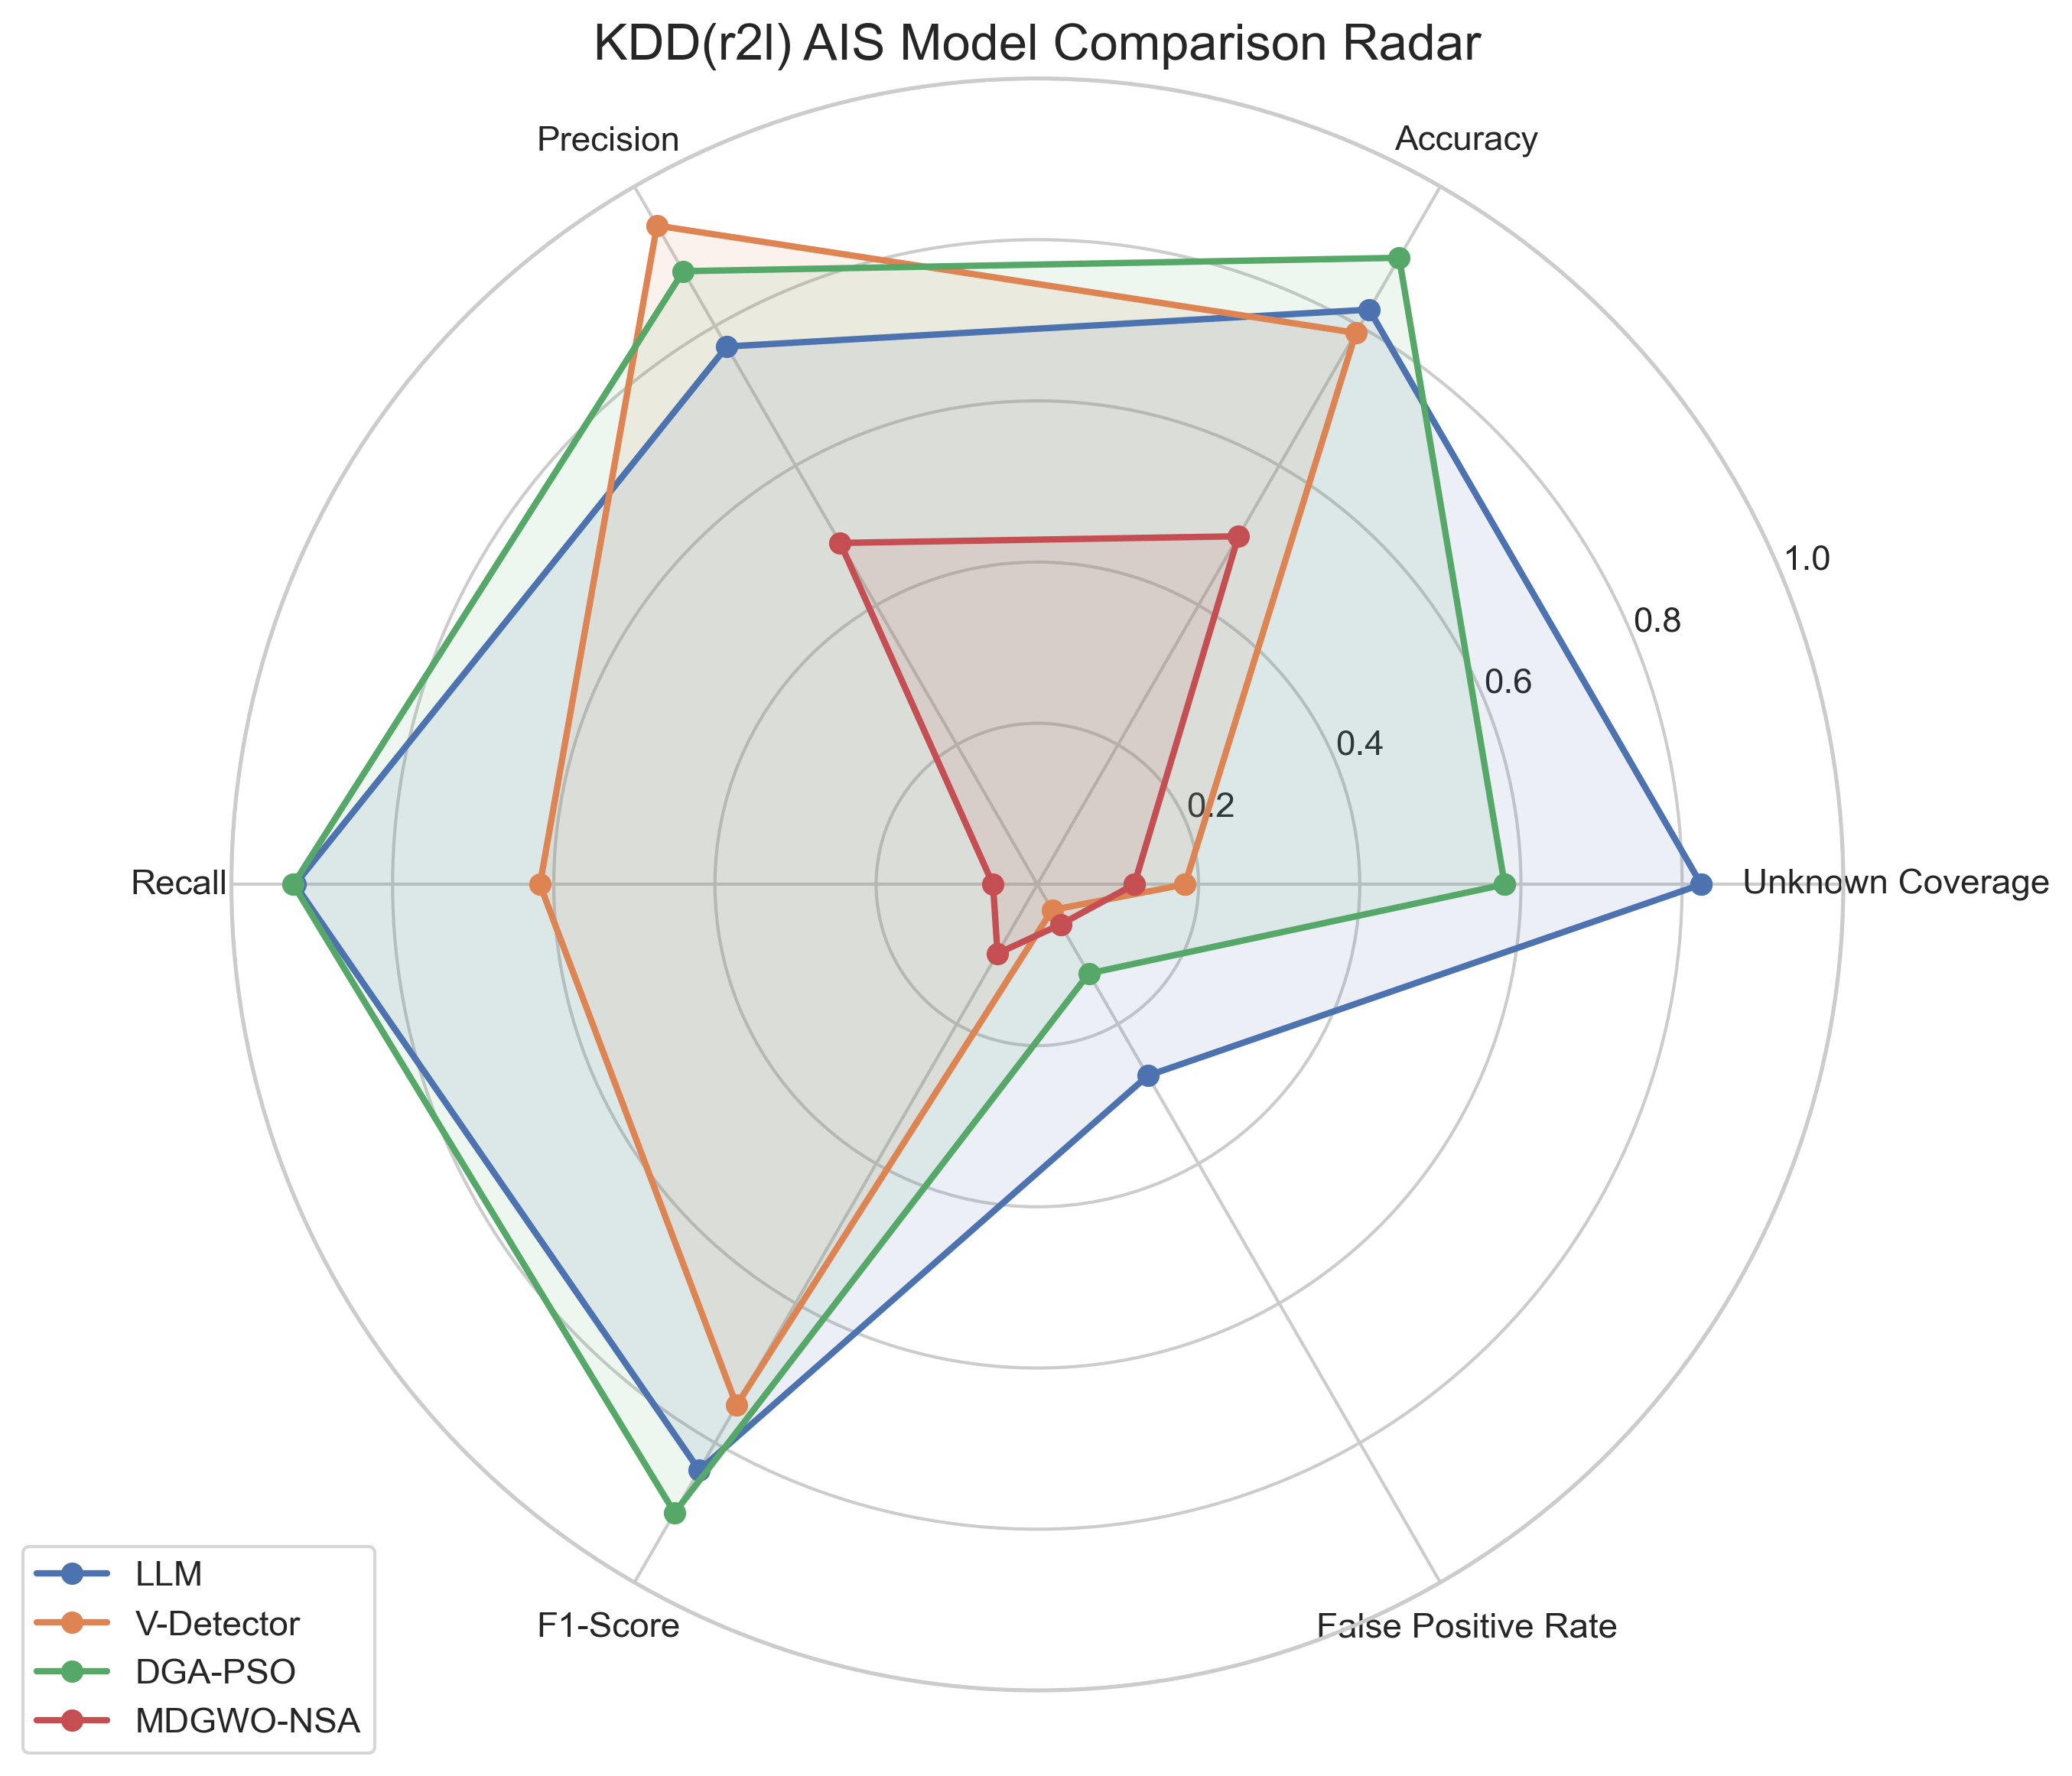 KDD(r2l) AIS Model Comparison Radar
Precision
Accuracy
1.0
0.8
0.6
0.4
0.2
Recall
Unknown Coverage
F1-Score
False Positive Rate
LLM
V-Detector
DGA-PSO
MDGWO-NSA